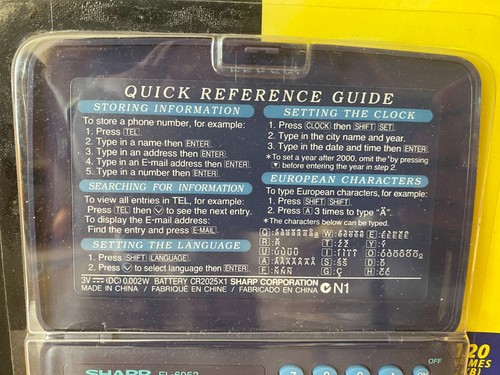 QUICK REFERENCE GUIDE
STORING INFORMATION
To store a phone number, for example:
1. Press TEL.
2. Type in a name then ENTER.
3. Type in an address then ENTER.
4. Type in an E-mail address then ENTER.
5. Type in a number then ENTER.
SEARCHING FOR INFORMATION
To view all entries in TEL, for example:
Press TEL then to see the next entry.
To display the E-mail address:
Find the entry and press E-MAIL.
SETTING THE LANGUAGE
1. Press SHIFT LANGUAGE.
2. Press to select language then ENTER.
SETTING THE CLOCK
1. Press CLOCK then SHIFT SET.
2. Type in the city name and year.
3. Type in the date and time then ENTER.
*To set a year after 2000, omit the ' by pressing
before entering the year in step 2.
EUROPEAN CHARACTERS
To type European characters, for example:
1. Press SHIFT SHIFT.
2. Press A 3 times to type "Ä".
*The characters below can be typed.
3V (DC) 0.002W BATTERY CR2025×1 SHARP CORPORATION
MADE IN CHINA / FABRIQUÉ EN CHINE / FABRICADO EN CHINA N1
SHARP
OFF